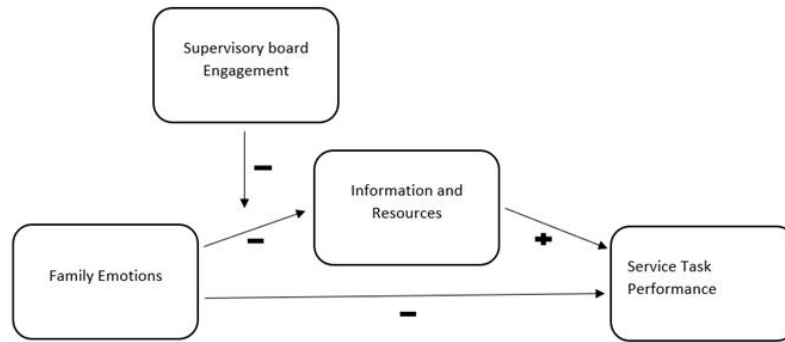 Supervisory board
Engagement
-
Information and
Resources
-
+
Family Emotions
Service Task
Performance
-